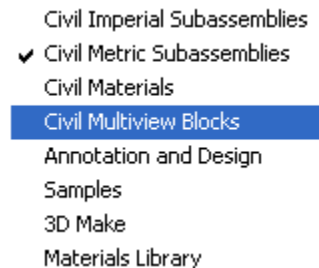 Civil Imperial Subassemblies
Civil Metric Subassemblies
Civil Materials
Civil Multiview Blocks
Annotation and Design
Samples
3D Make
Materials Library